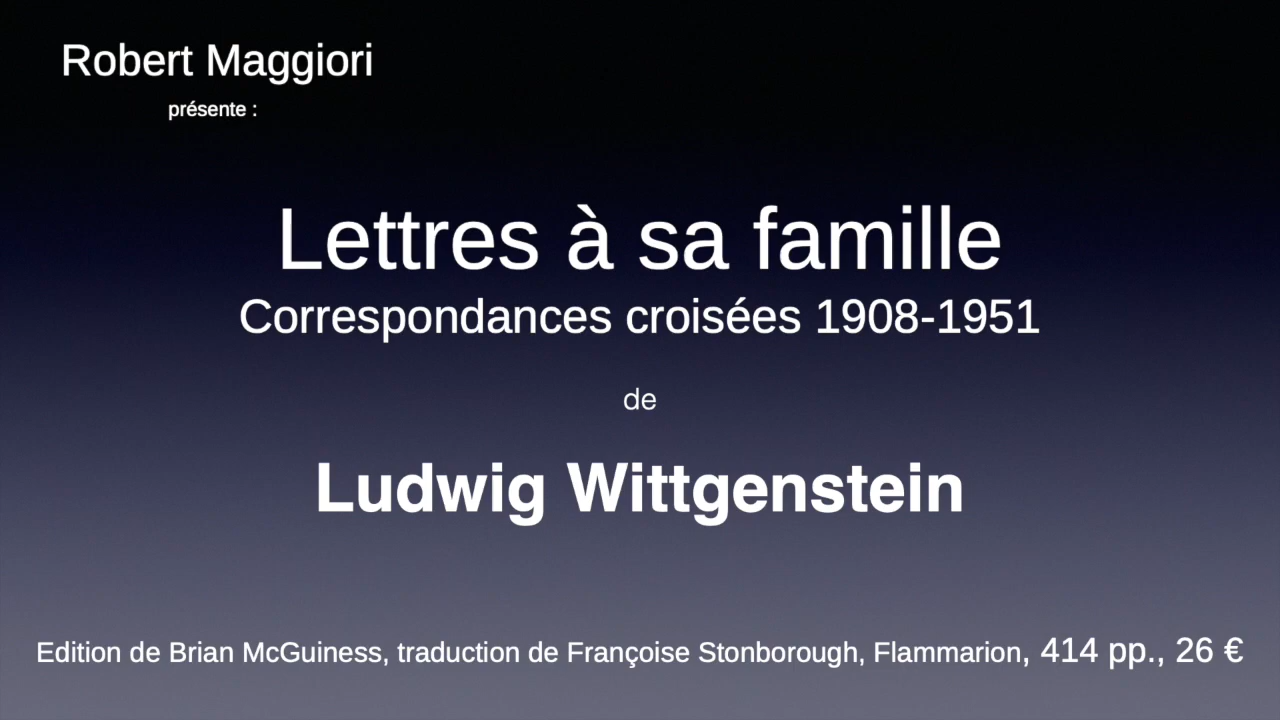 Robert Maggiori
présente :
Lettres à sa famille
Correspondances croisées 1908-1951
de
Ludwig Wittgenstein
Edition de Brian McGuiness, traduction de Françoise Stonborough, Flammarion, 414 pp., 26 €